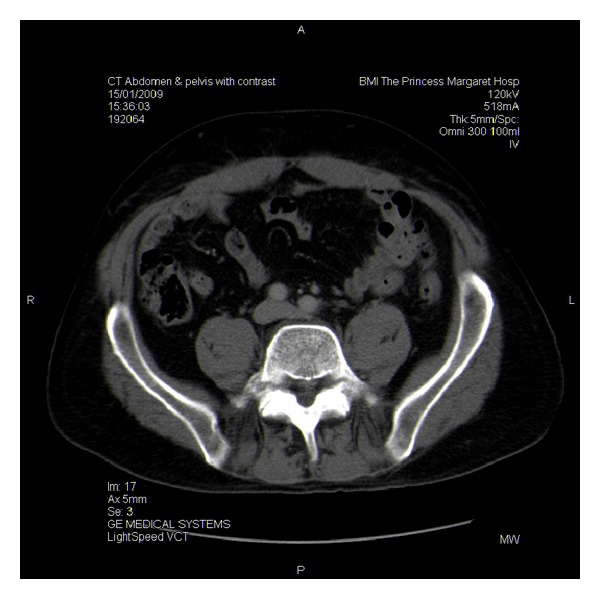 A
CT Abdomen & pelvis with contrast
15/01/2009
15:36:03
192064
BMI The Princess Margaret Hosp
120kV
518mA
Thk:5mm/Spc:
Omni 300 100ml
IV
R
L
Im: 17
Ax 5mm
Se: 3
GE MEDICAL SYSTEMS
LightSpeed VCT
MW
P